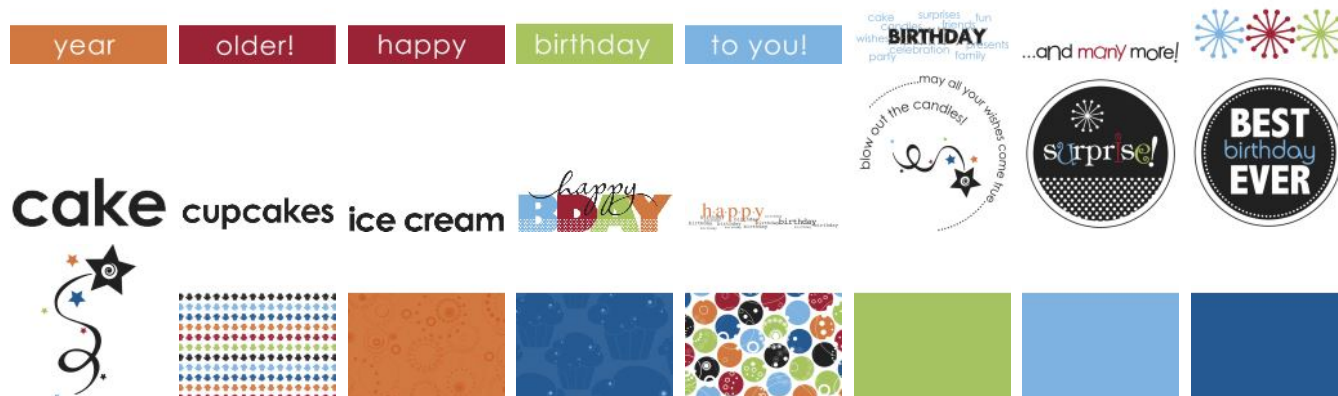 year
older!
happy
birthday
to you!
cake surprises fun
candles friends
wishes BIRTHDAY
celebration presents
party family
...and many more!
cake
cupcakes
ice cream
happy
BDAY
happy
birthday
...may all your wishes come true
blow out the candles!
surprise!
BEST
birthday
EVER